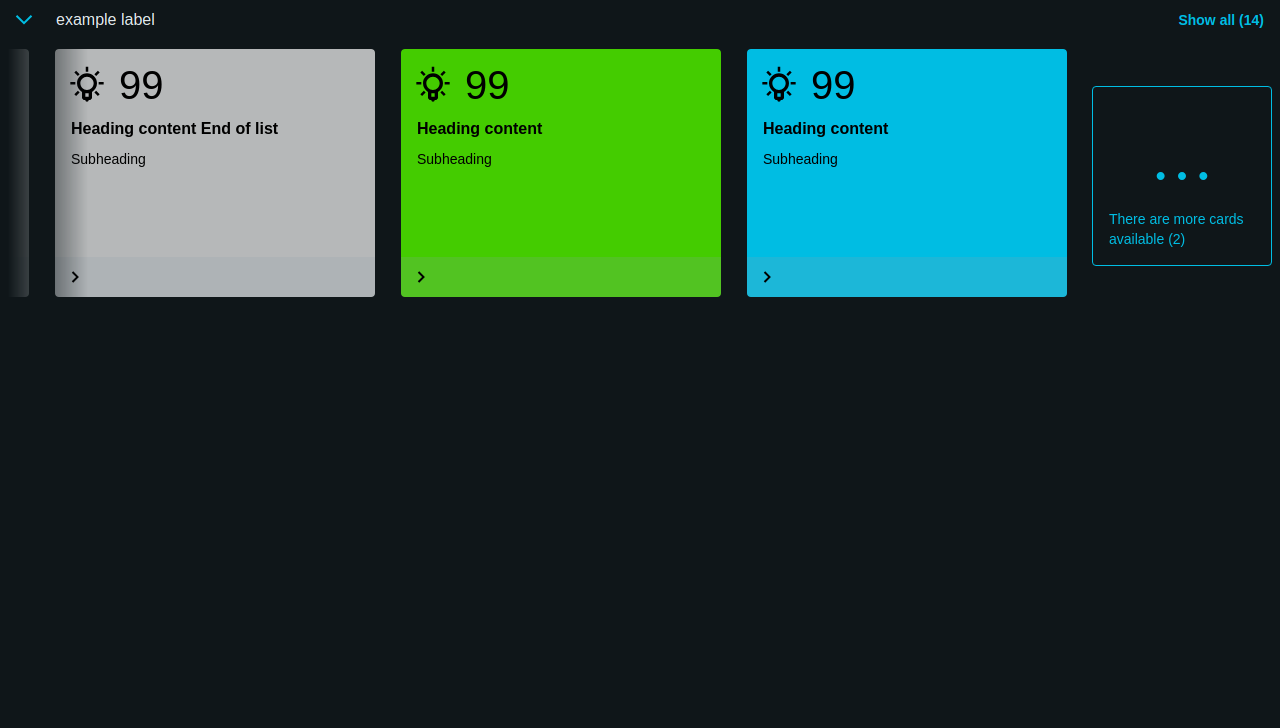 example label
Show all (14)
99
Heading content End of list
Subheading
99
Heading content
Subheading
99
Heading content
Subheading
There are more cards
available (2)